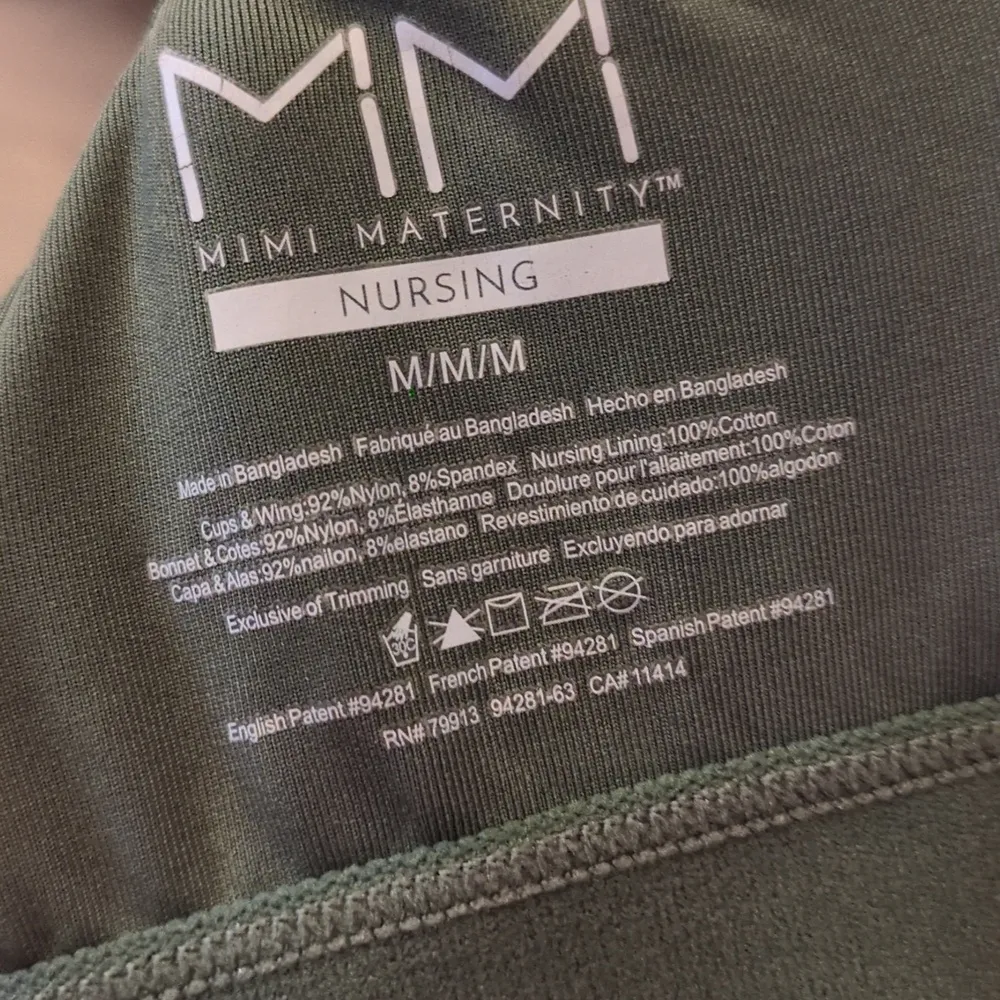 MM
MIMI MATERNITY™
NURSING
M/M/M
Made in Bangladesh Fabriqué au Bangladesh Hecho en Bangladesh
Cups & Wing:92%Nylon, 8%Spandex Nursing Lining:100%Cotton
Bonnet & Cotes:92%Nylon, 8%Élasthanne Doublure pour l'allaitement:100%Coton
Capa & Alas:92%nailon, 8%elastano Revestimiento de cuidado:100%algodón
Exclusive of Trimming Sans garniture Excluyendo para adornar
30C
English Patent #94281 French Patent #94281 Spanish Patent #94281
RN# 79913 94281-63 CA# 11414